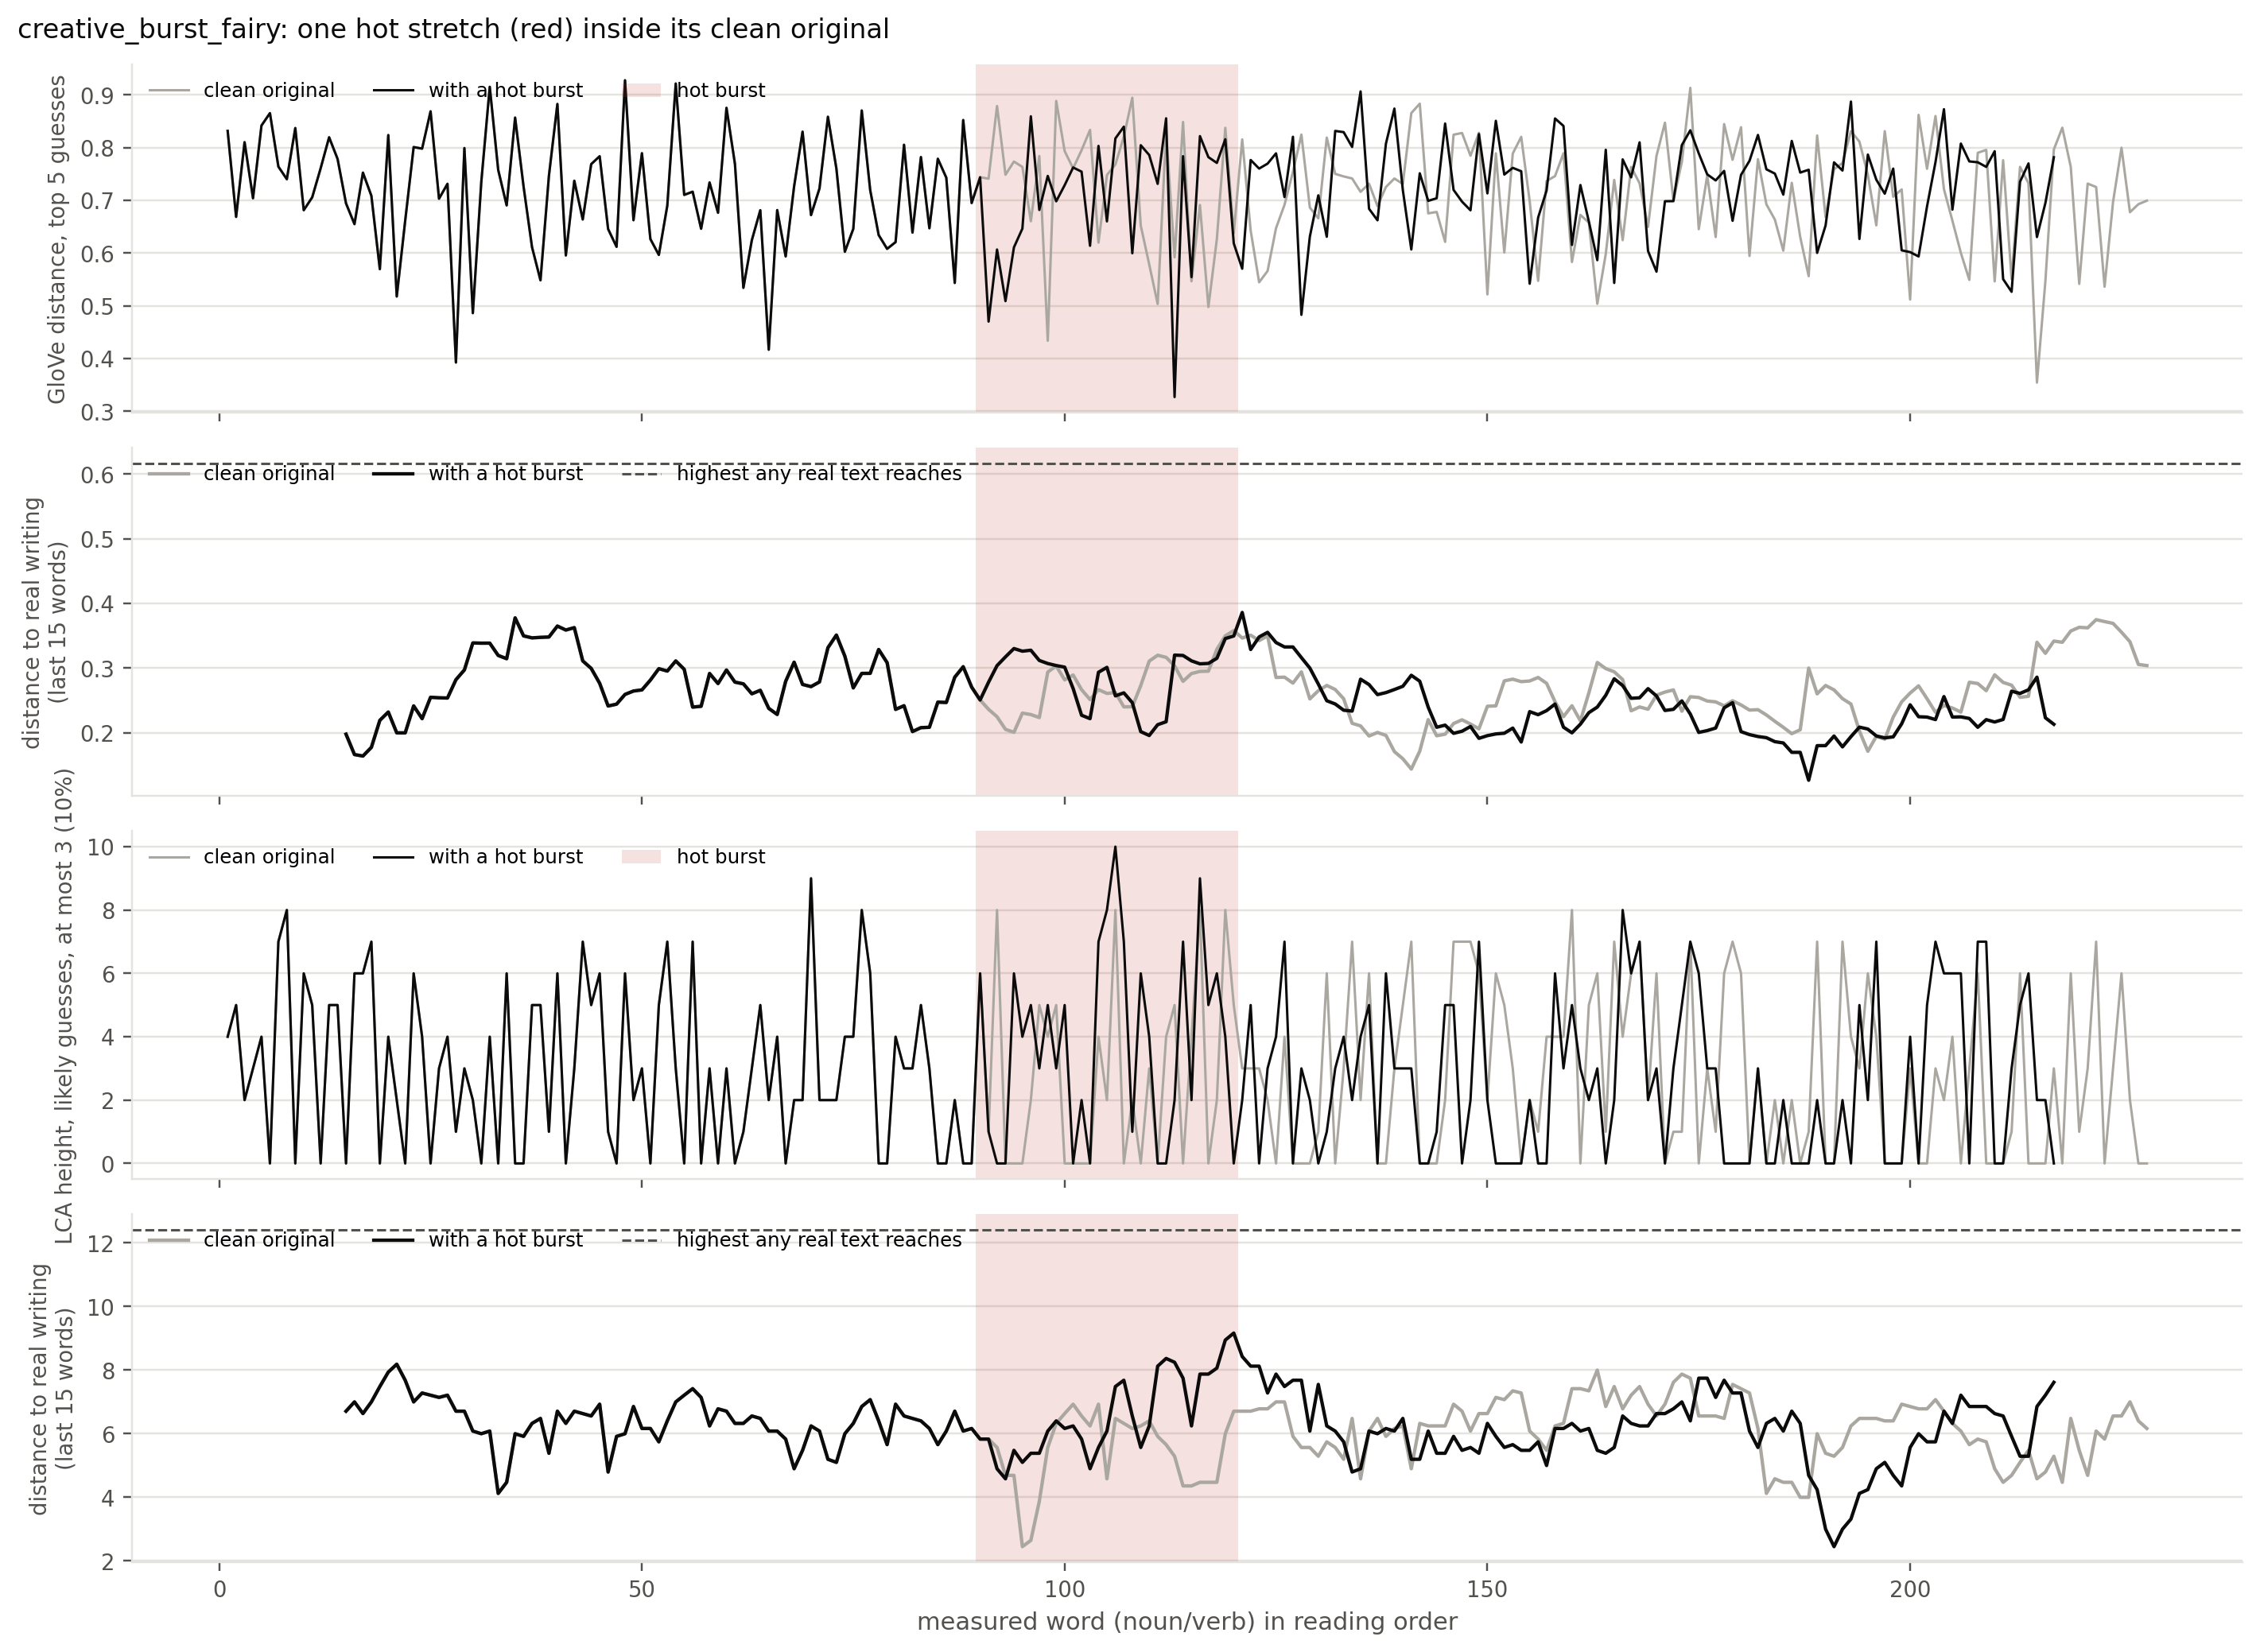 creative_burst_fairy: one hot stretch (red) inside its clean original
GloVe distance, top 5 guesses
clean original
with a hot burst
hot burst
0.9
0.8
0.7
0.6
0.5
0.4
0.3
distance to real writing
(last 15 words)
clean original
with a hot burst
highest any real text reaches
0.6
0.5
0.4
0.3
0.2
LCA height, likely guesses, at most 3 (10%)
clean original
with a hot burst
hot burst
10
8
6
4
2
0
distance to real writing
(last 15 words)
clean original
with a hot burst
highest any real text reaches
12
10
8
6
4
2
0
50
100
150
200
measured word (noun/verb) in reading order